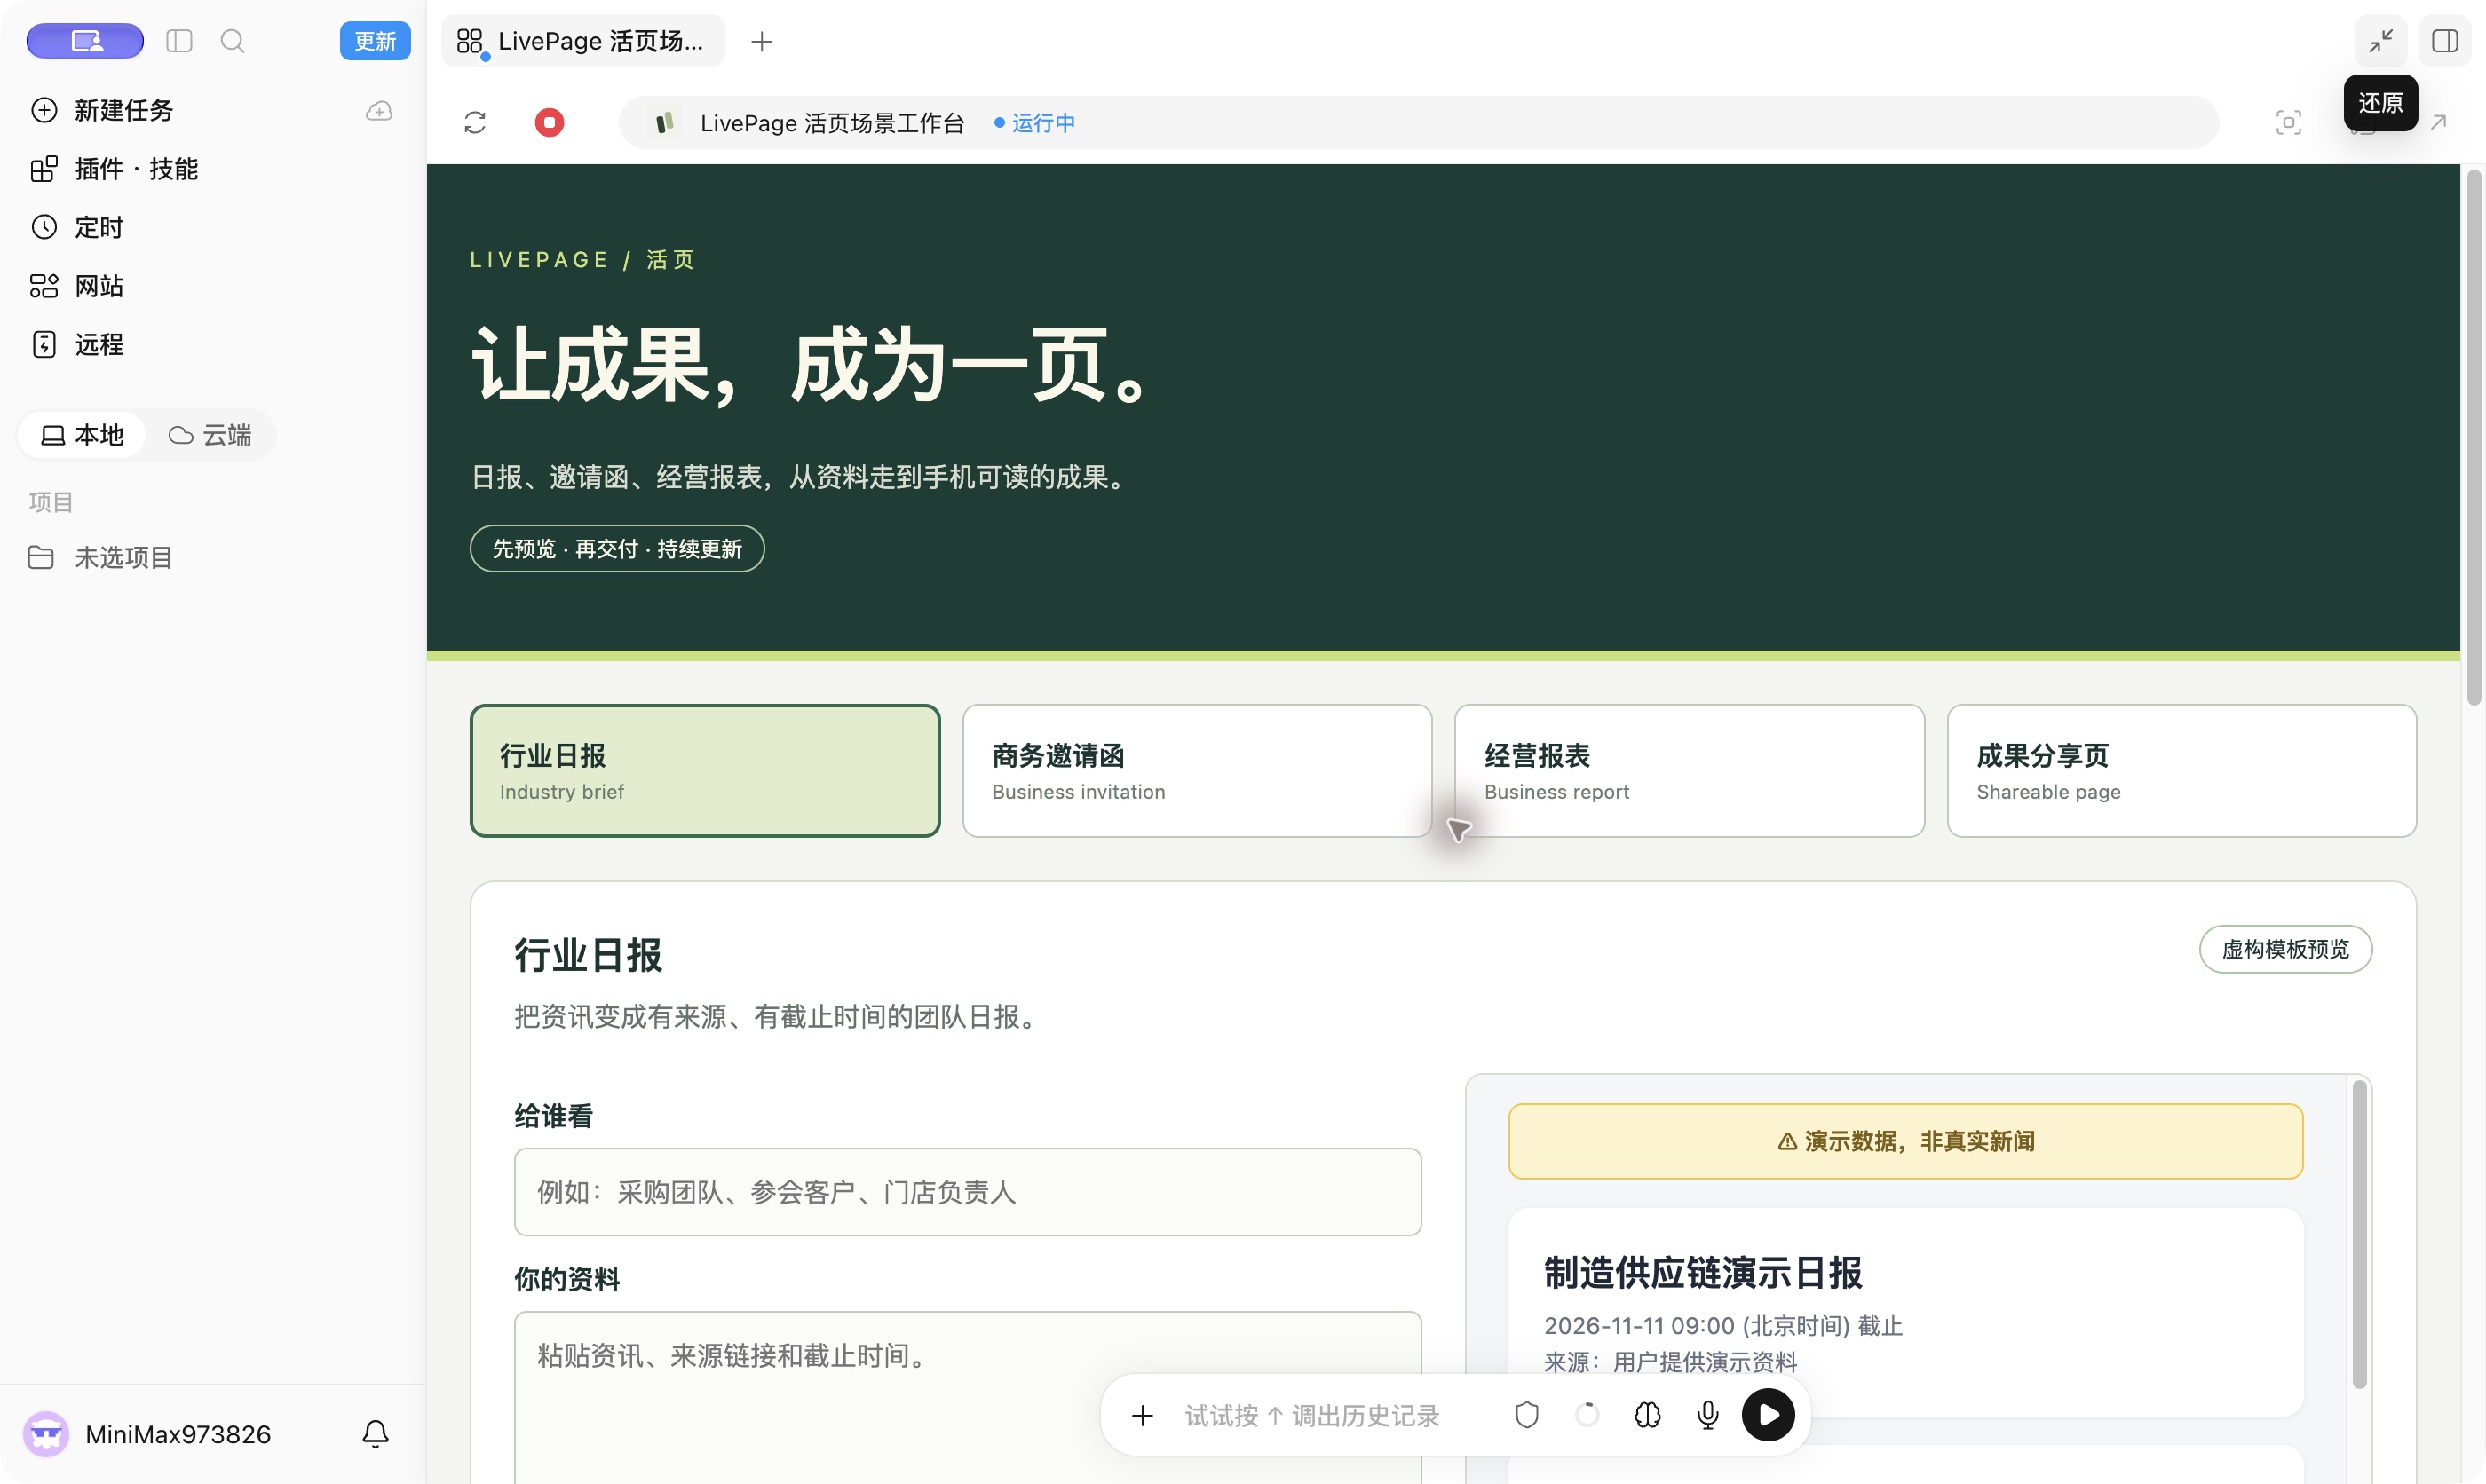 更新
新建任务
插件 · 技能
定时
网站
远程
本地
云端
项目
未选项目
MiniMax973826
LivePage 活页场...
还原
LivePage 活页场景工作台
运行中
LIVEPAGE / 活页
让成果，成为一页。
日报、邀请函、经营报表，从资料走到手机可读的成果。
先预览 · 再交付 · 持续更新
行业日报
Industry brief
商务邀请函
Business invitation
经营报表
Business report
成果分享页
Shareable page
行业日报
虚构模板预览
把资讯变成有来源、有截止时间的团队日报。
给谁看
例如：采购团队、参会客户、门店负责人
你的资料
粘贴资讯、来源链接和截止时间。
⚠ 演示数据，非真实新闻
制造供应链演示日报
2026-11-11 09:00 (北京时间) 截止
来源：用户提供演示资料
试试按 ↑ 调出历史记录